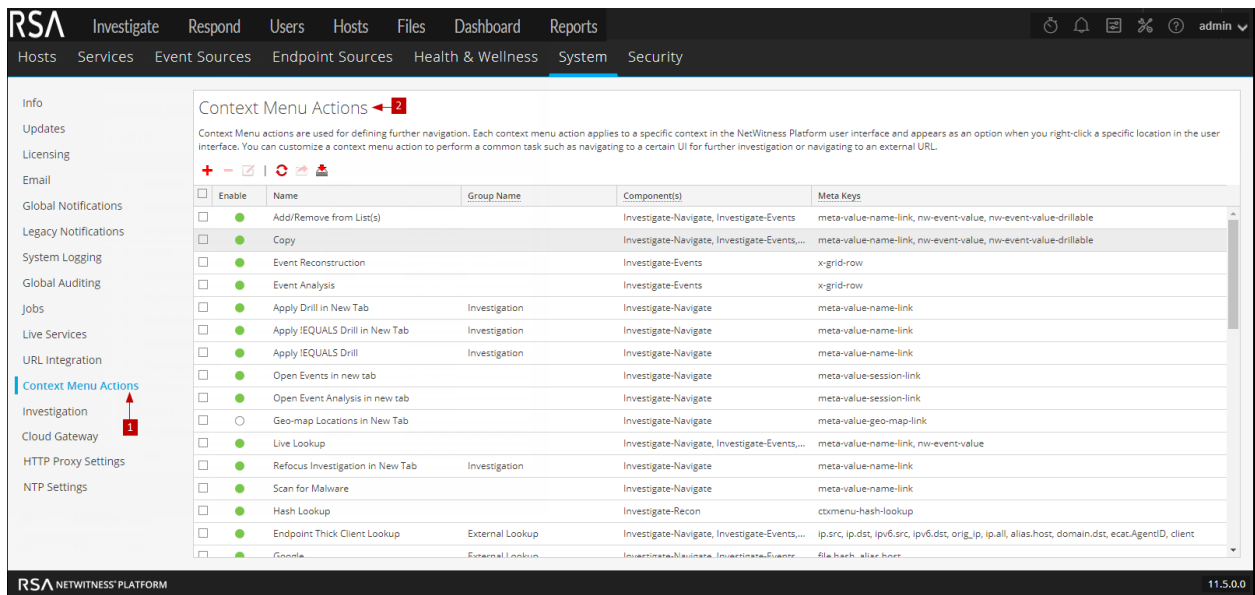 RSA Investigate Respond Users Hosts Files Dashboard Reports admin
Hosts Services Event Sources Endpoint Sources Health & Wellness System Security
Info
Updates
Licensing
Email
Global Notifications
Legacy Notifications
System Logging
Global Auditing
Jobs
Live Services
URL Integration
Context Menu Actions
1
Investigation
Cloud Gateway
HTTP Proxy Settings
NTP Settings
Context Menu Actions 2
Context Menu actions are used for defining further navigation. Each context menu action applies to a specific context in the NetWitness Platform user interface and appears as an option when you right-click a specific location in the user
interface. You can customize a context menu action to perform a common task such as navigating to a certain UI for further investigation or navigating to an external URL.
Enable Name Group Name Component(s) Meta Keys
Add/Remove from List(s) Investigate-Navigate, Investigate-Events meta-value-name-link, nw-event-value, nw-event-value-drillable
Copy Investigate-Navigate, Investigate-Events,... meta-value-name-link, nw-event-value, nw-event-value-drillable
Event Reconstruction Investigate-Events x-grid-row
Event Analysis Investigate-Events x-grid-row
Apply Drill in New Tab Investigation Investigate-Navigate meta-value-name-link
Apply !EQUALS Drill in New Tab Investigation Investigate-Navigate meta-value-name-link
Apply !EQUALS Drill Investigation Investigate-Navigate meta-value-name-link
Open Events in new tab Investigate-Navigate meta-value-session-link
Open Event Analysis in new tab Investigate-Navigate meta-value-session-link
Geo-map Locations in New Tab Investigate-Navigate meta-value-geo-map-link
Live Lookup Investigate-Navigate, Investigate-Events,... meta-value-name-link, nw-event-value
Refocus Investigation in New Tab Investigation Investigate-Navigate meta-value-name-link
Scan for Malware Investigate-Navigate meta-value-name-link
Hash Lookup Investigate-Recon ctxmenu-hash-lookup
Endpoint Thick Client Lookup External Lookup Investigate-Navigate, Investigate-Events,... ip.src, ip.dst, ipv6.src, ipv6.dst, orig_ip, ip.all, alias.host, domain.dst, ecat.AgentID, client
Google External Lookup Investigate-Navigate, Investigate-Events file.hash, alias.host
RSA NETWITNESS® PLATFORM 11.5.0.0